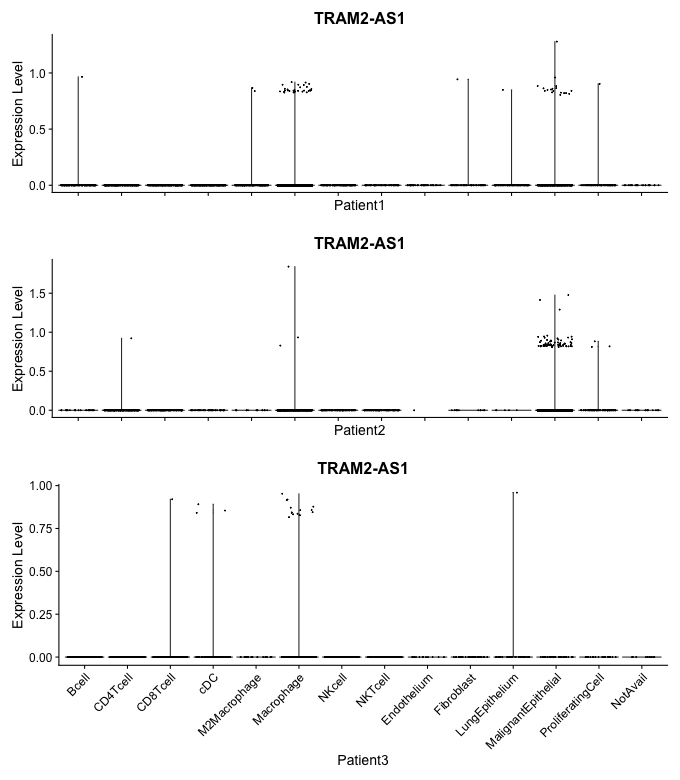 TRAM2-AS1
Expression Level
1.0
0.5
0.0
Patient1
TRAM2-AS1
Expression Level
1.5
1.0
0.5
0.0
Patient2
TRAM2-AS1
Expression Level
1.00
0.75
0.50
0.25
0.00
Bcell
CD4Tcell
CD8Tcell
cDC
M2Macrophage
Macrophage
NKcell
NKTcell
Endothelium
Fibroblast
LungEpithelium
MalignantEpithelial
ProliferatingCell
NotAvail
Patient3